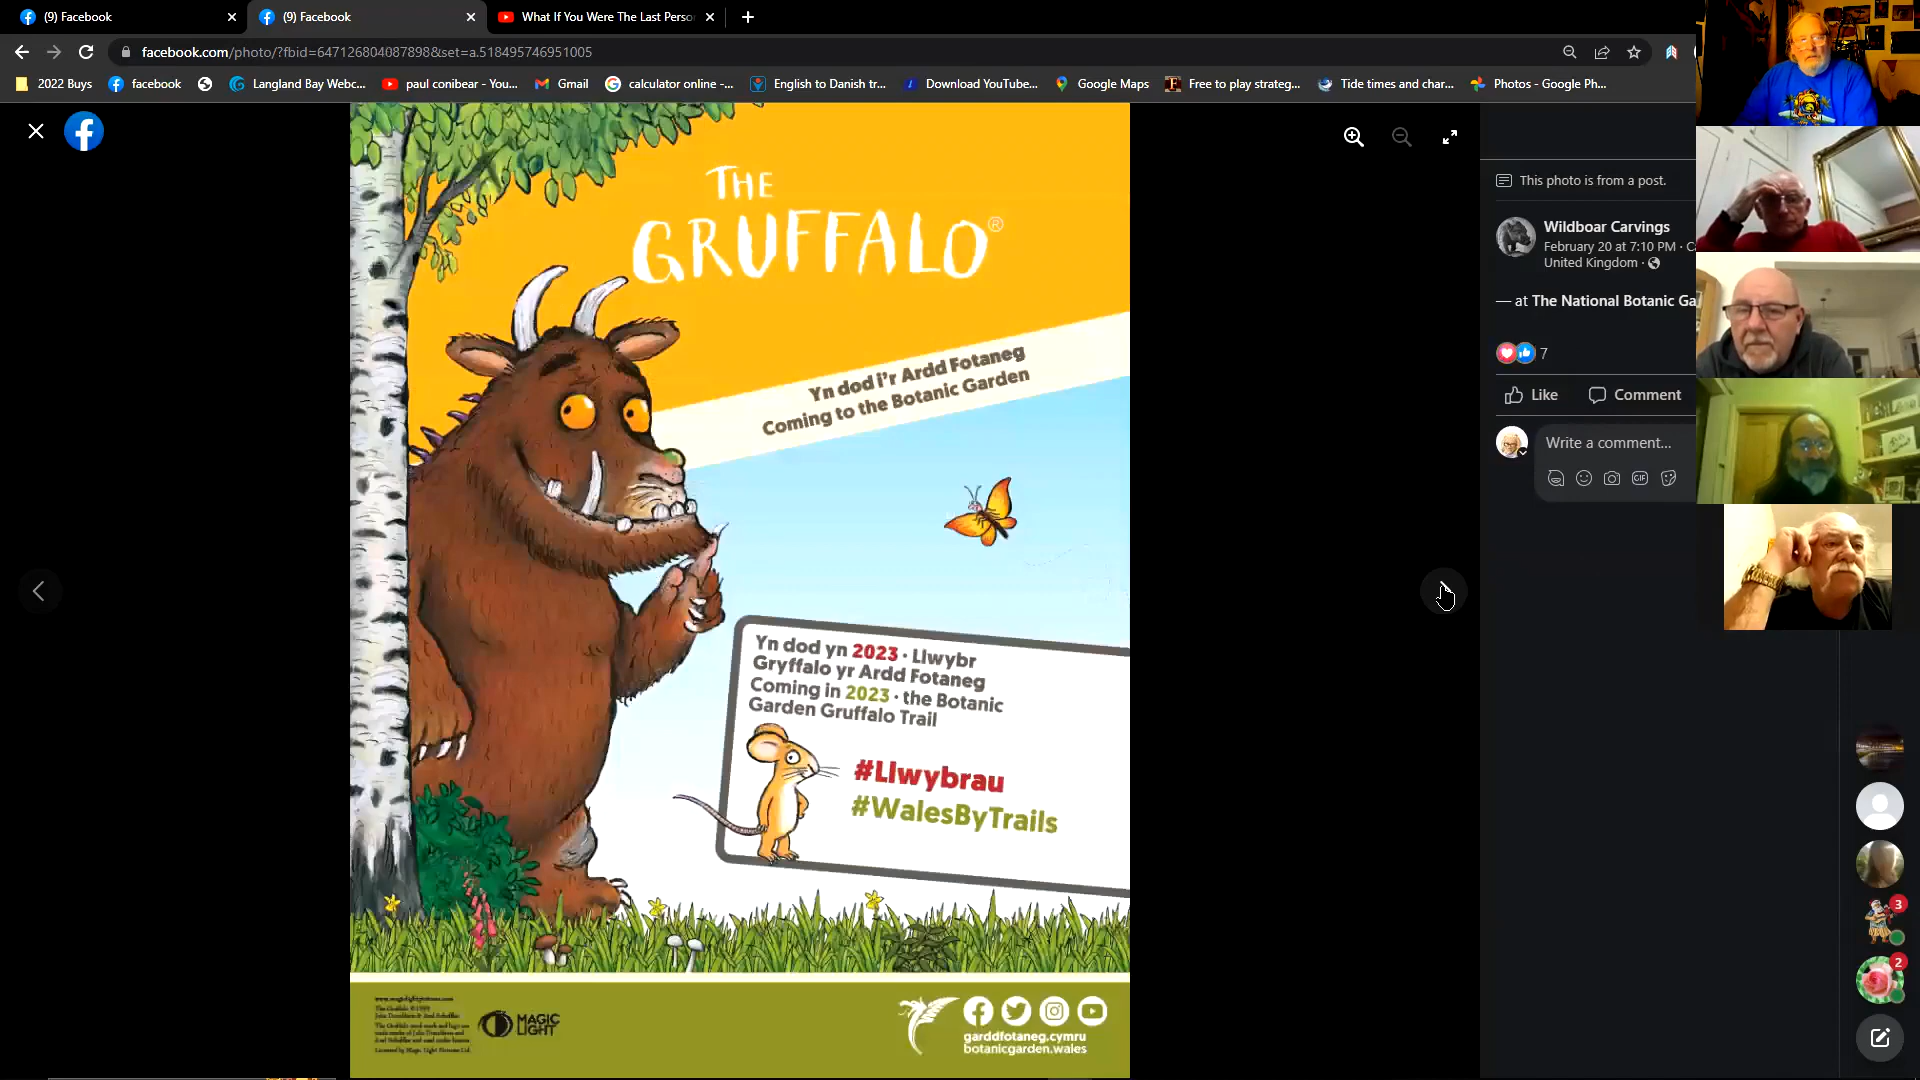 (9) Facebook
(9) Facebook
What If You Were The Last Perso
facebook.com/photo/?fbid=647126804087898&set=a.518495746951005
2022 Buys
facebook
Langland Bay Webc...
paul conibear - You...
Gmail
calculator online -...
English to Danish tr...
Download YouTube...
Google Maps
Free to play strateg...
Tide times and char...
Photos - Google Ph...
THE
GRUFFALO®
Yn dod i'r Ardd Fotaneg
Coming to the Botanic Garden
Yn dod yn 2023 · Llwybr
Gryffalo yr Ardd Fotaneg
Coming in 2023 · the Botanic
Garden Gruffalo Trail
#Llwybrau
#WalesByTrails
MAGIC
LIGHT
garddfotaneg.cymru
botanicgarden.wales
This photo is from a post.
Wildboar Carvings
February 20 at 7:10 PM ·
United Kingdom ·
— at The National Botanic
7
Like
Comment
Write a comment...
GIF
3
2